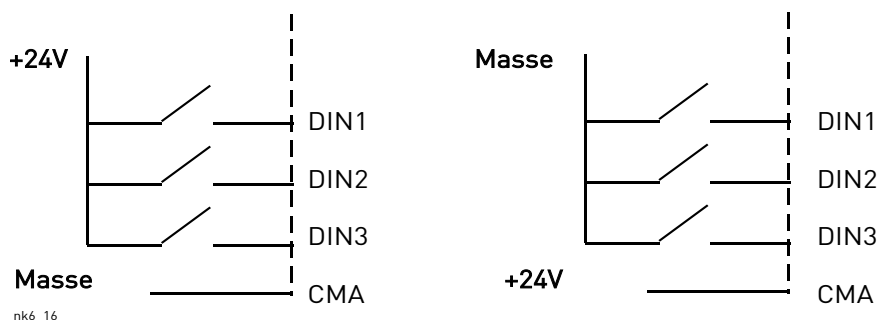 +24V
DIN1
DIN2
DIN3
Masse
CMA
nk6_16
Masse
DIN1
DIN2
DIN3
+24V
CMA